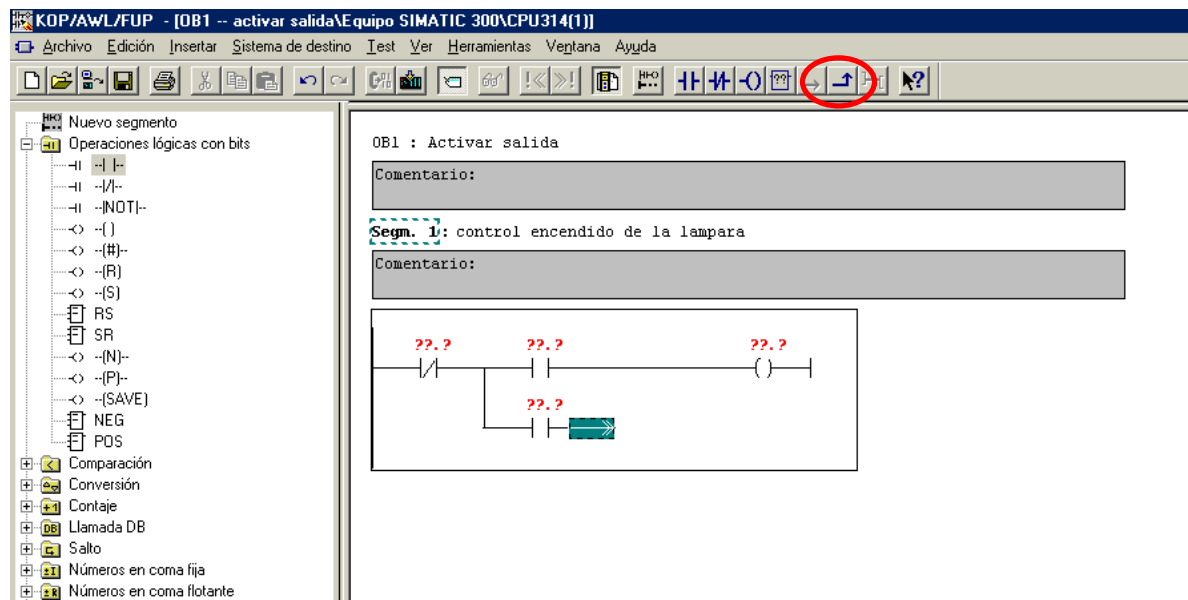 KOP/AWL/FUP - [OB1 -- activar salida\Equipo SIMATIC 300\CPU314(1)]
Archivo Edición Insertar Sistema de destino Test Ver Herramientas Ventana Ayuda
Nuevo segmento
Operaciones lógicas con bits
--| |--
--|/|--
--|NOT|--
--( )
--(#)--
--(R)
--(S)
RS
SR
--(N)--
--(P)--
--(SAVE)
NEG
POS
Comparación
Conversión
Contaje
Llamada DB
Salto
Números en coma fija
Números en coma flotante
OB1 : Activar salida
Comentario:
Segm. 1: control encendido de la lampara
Comentario:
??.? ??.? ??.?
??.?